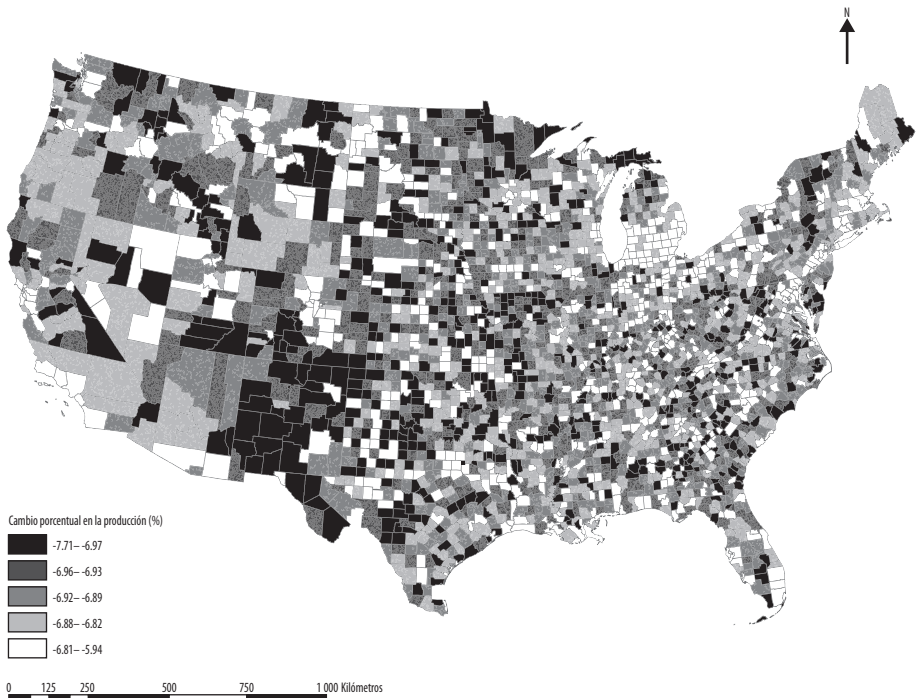 N
Cambio porcentual en la producción (%)
-7.71– -6.97
-6.96– -6.93
-6.92– -6.89
-6.88– -6.82
-6.81– -5.94
0 125 250 500 750 1 000 Kilómetros